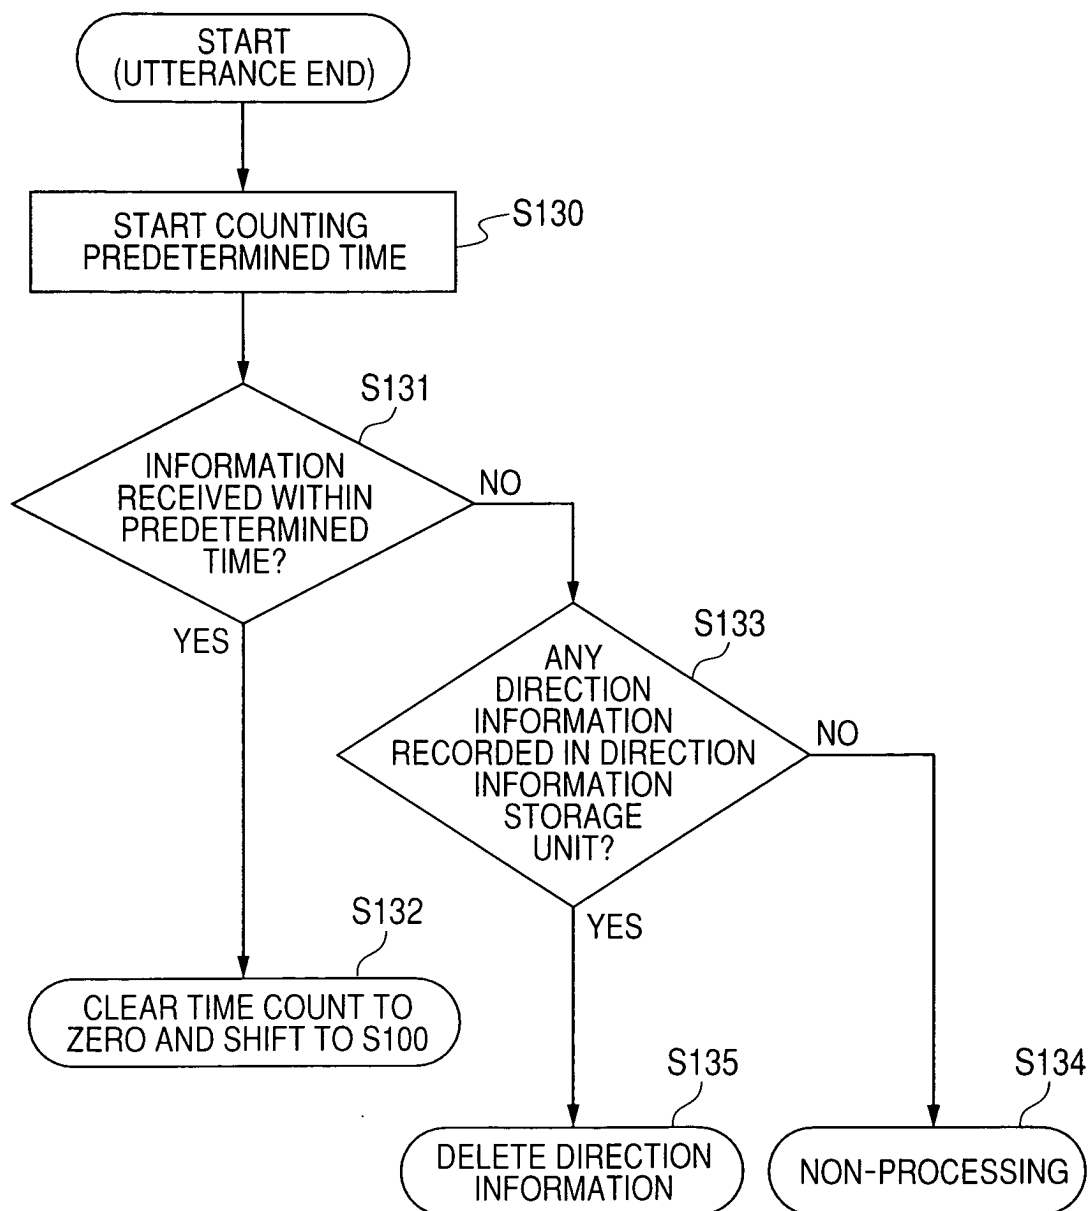 START
(UTTERANCE END)
START COUNTING
PREDETERMINED TIME
S130
S131
INFORMATION
RECEIVED WITHIN
PREDETERMINED
TIME?
NO
YES
S133
ANY
DIRECTION
INFORMATION
RECORDED IN DIRECTION
INFORMATION
STORAGE
UNIT?
NO
YES
S132
CLEAR TIME COUNT TO
ZERO AND SHIFT TO S100
S135
DELETE DIRECTION
INFORMATION
S134
NON-PROCESSING